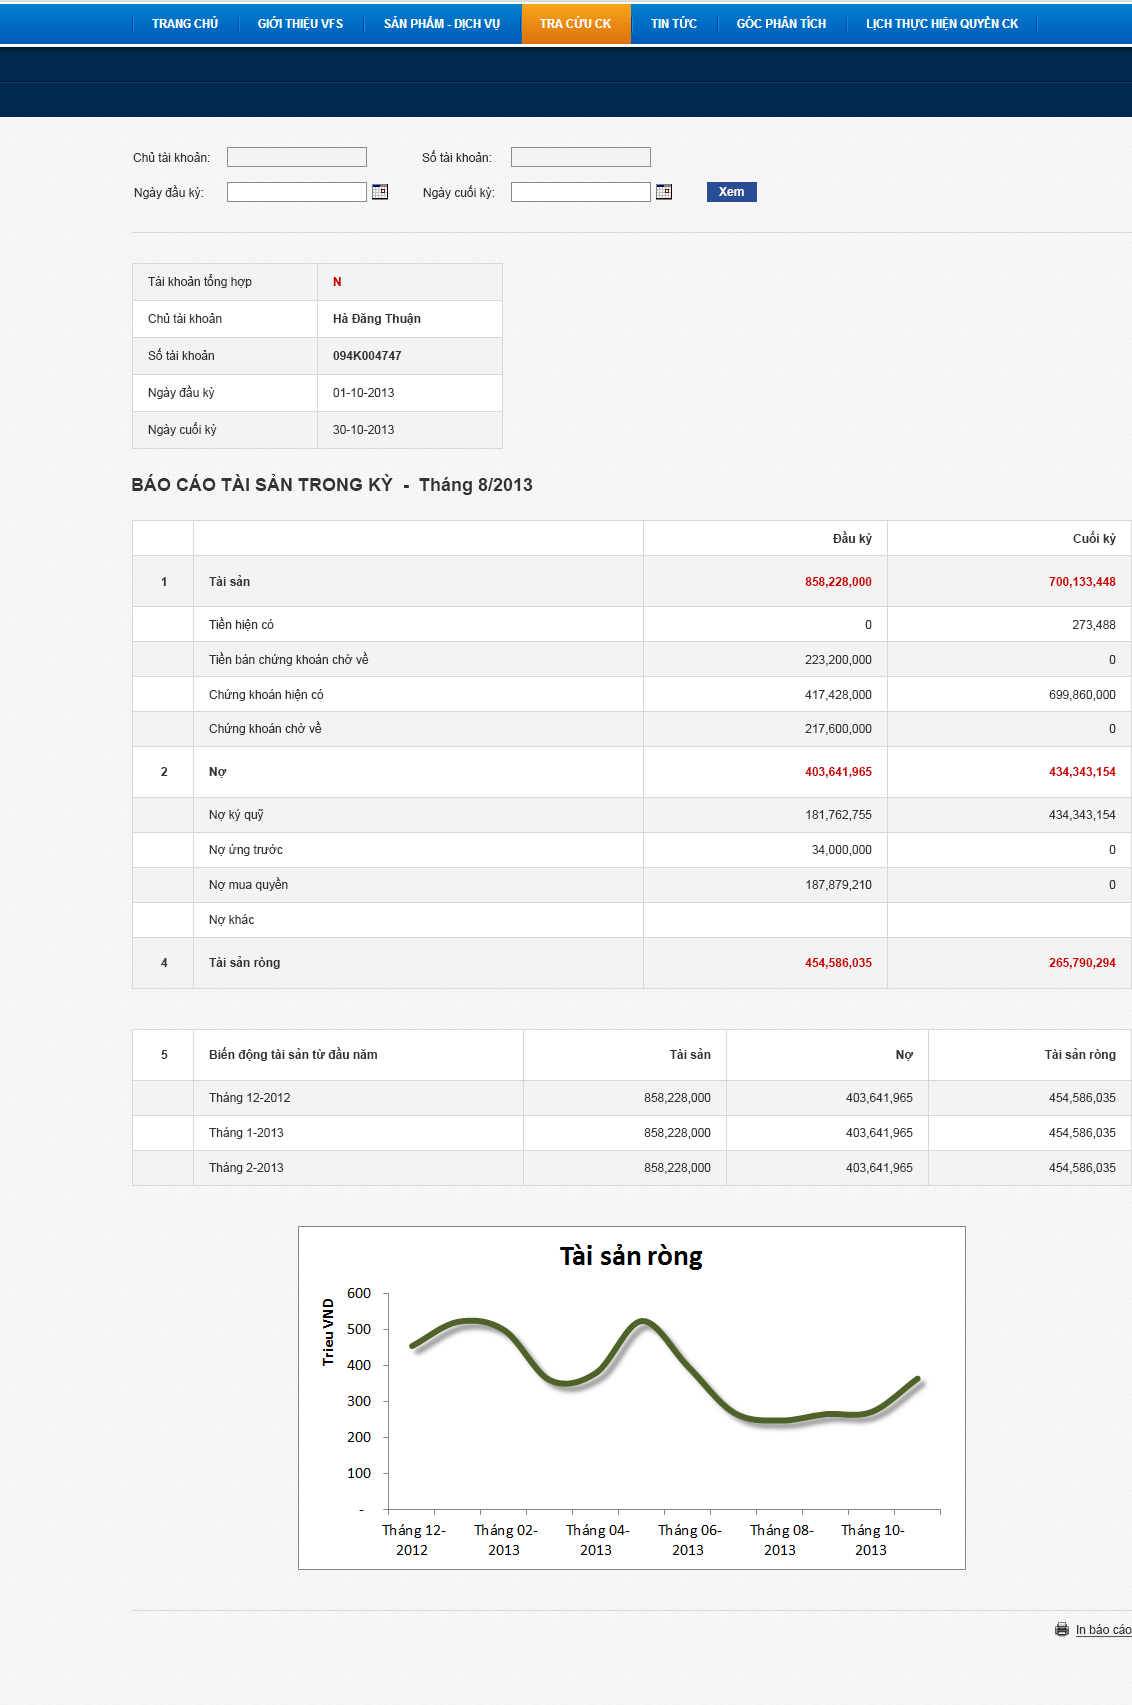 TRANG CHỦ GIỚI THIỆU VFS SẢN PHẨM - DỊCH VỤ TRA CỨU CK TIN TỨC GÓC PHÂN TÍCH LỊCH THỰC HIỆN QUYỀN CK
Chủ tài khoản: Số tài khoản:
Ngày đầu kỳ: Ngày cuối kỳ: Xem
Tài khoản tổng hợp N
Chủ tài khoản Hà Đăng Thuận
Số tài khoản 094K004747
Ngày đầu kỳ 01-10-2013
Ngày cuối kỳ 30-10-2013
BÁO CÁO TÀI SẢN TRONG KỲ - Tháng 8/2013
Đầu kỳ Cuối kỳ
1 Tài sản 858,228,000 700,133,448
Tiền hiện có 0 273,488
Tiền bán chứng khoán chờ về 223,200,000 0
Chứng khoán hiện có 417,428,000 699,860,000
Chứng khoán chờ về 217,600,000 0
2 Nợ 403,641,965 434,343,154
Nợ ký quỹ 181,762,755 434,343,154
Nợ ứng trước 34,000,000 0
Nợ mua quyền 187,879,210 0
Nợ khác
4 Tài sản ròng 454,586,035 265,790,294
5 Biến động tài sản từ đầu năm Tài sản Nợ Tài sản ròng
Tháng 12-2012 858,228,000 403,641,965 454,586,035
Tháng 1-2013 858,228,000 403,641,965 454,586,035
Tháng 2-2013 858,228,000 403,641,965 454,586,035
Tài sản ròng
Trieu VND
600
500
400
300
200
100
-
Tháng 12- Tháng 02- Tháng 04- Tháng 06- Tháng 08- Tháng 10-
2012 2013 2013 2013 2013 2013
In báo cáo